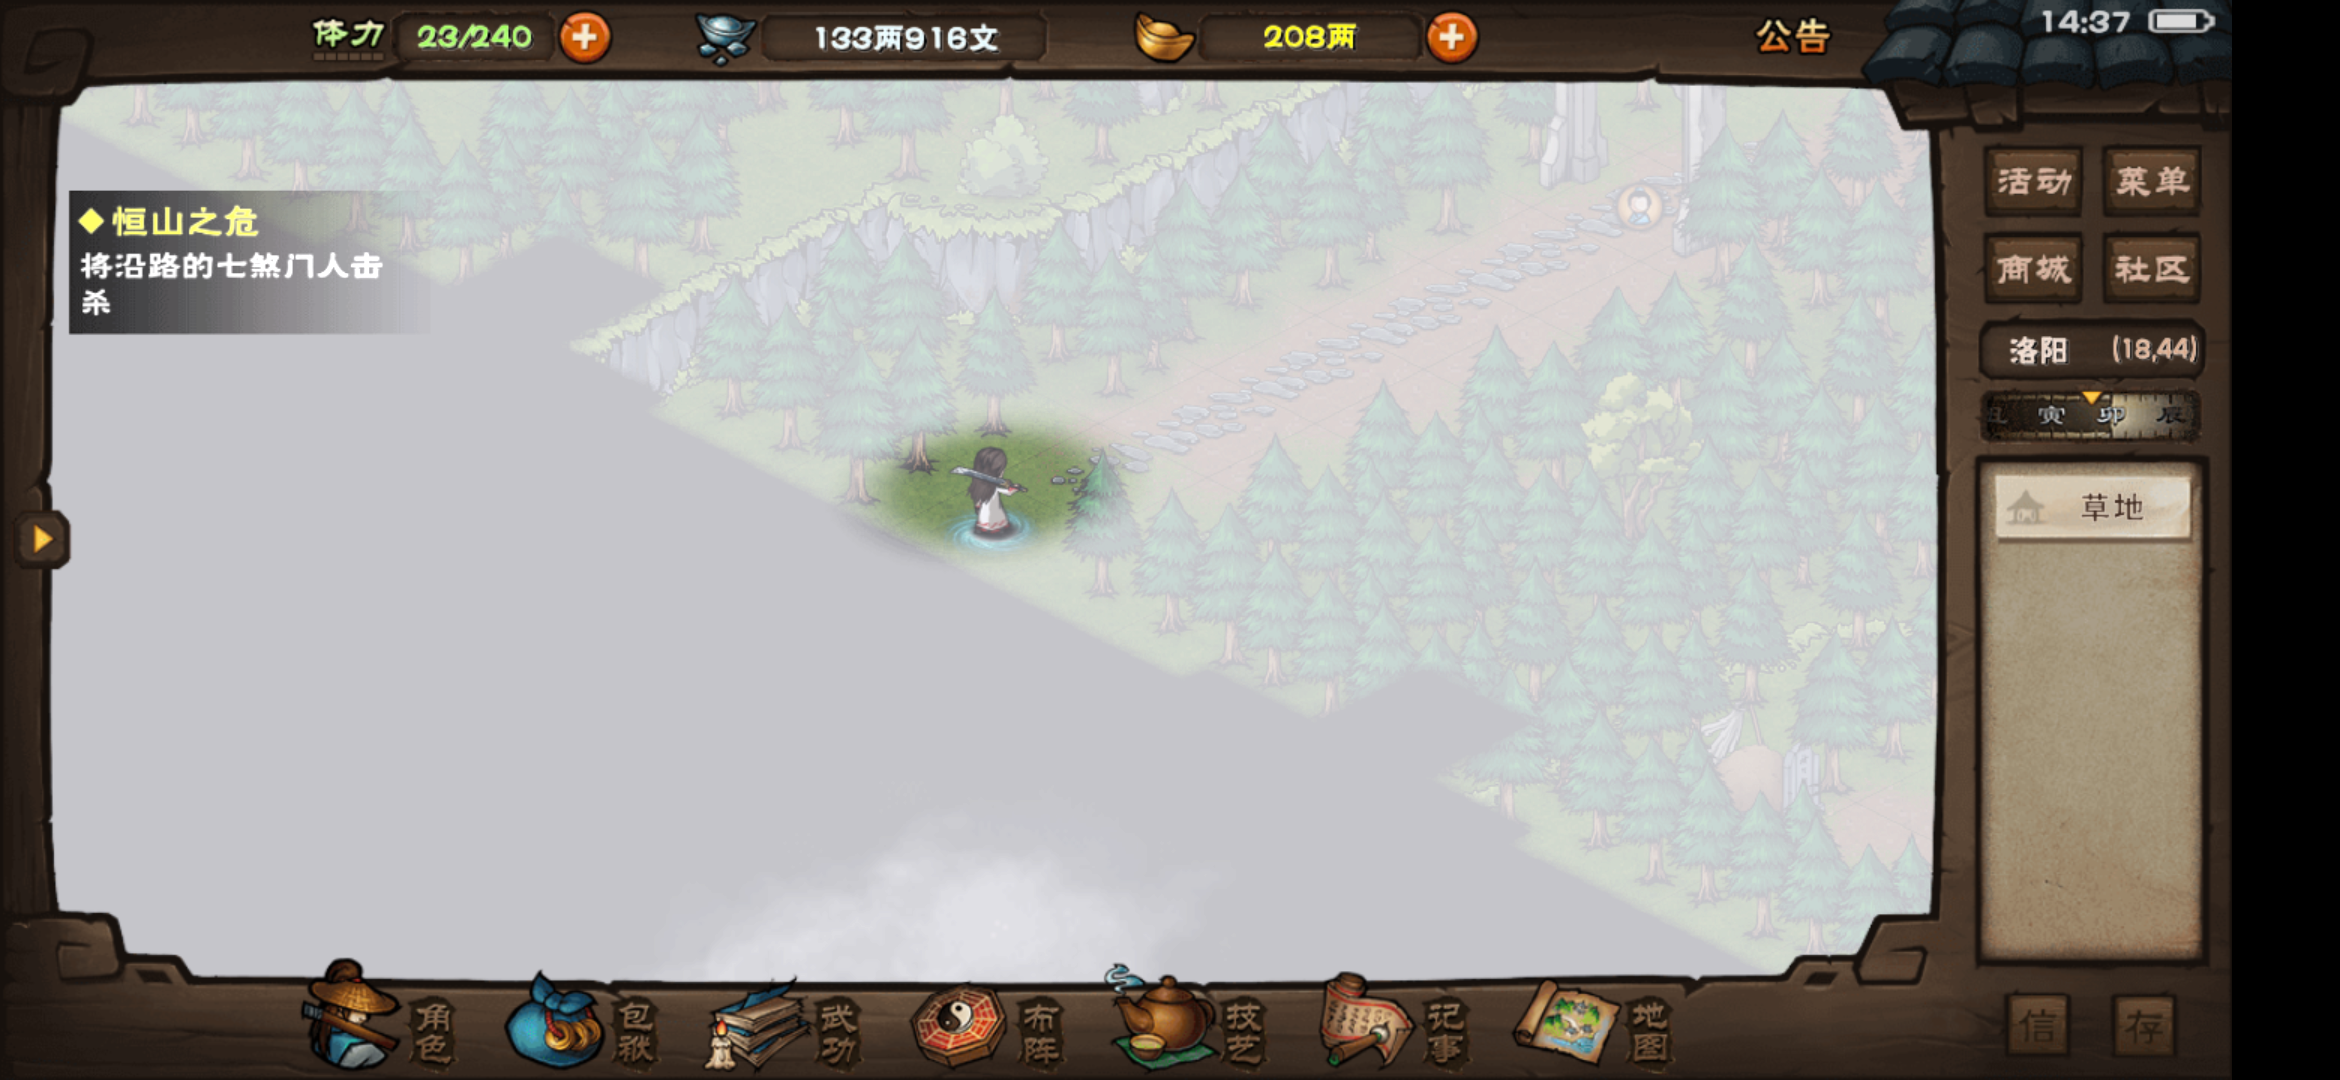 体力 23/240 133两916文 208两 公告 14:37
◆恒山之危
将沿路的七煞门人击
杀
活动 菜单
商城 社区
洛阳 (18,44)
丑 寅 卯 辰
草地
角色 包袱 武功 布阵 技艺 记事 地图 信 存